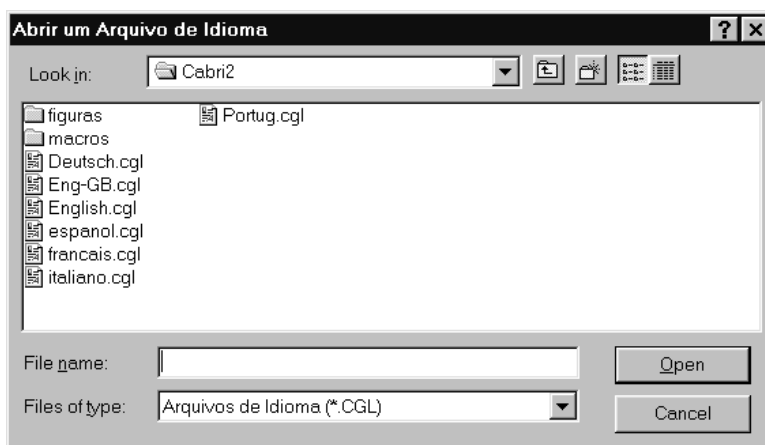 Abrir um Arquivo de Idioma
Look in: Cabri2
figuras
macros
Deutsch.cgl
Eng-GB.cgl
English.cgl
espanol.cgl
francais.cgl
italiano.cgl
Portug.cgl
File name:
Open
Files of type: Arquivos de Idioma (*.CGL)
Cancel